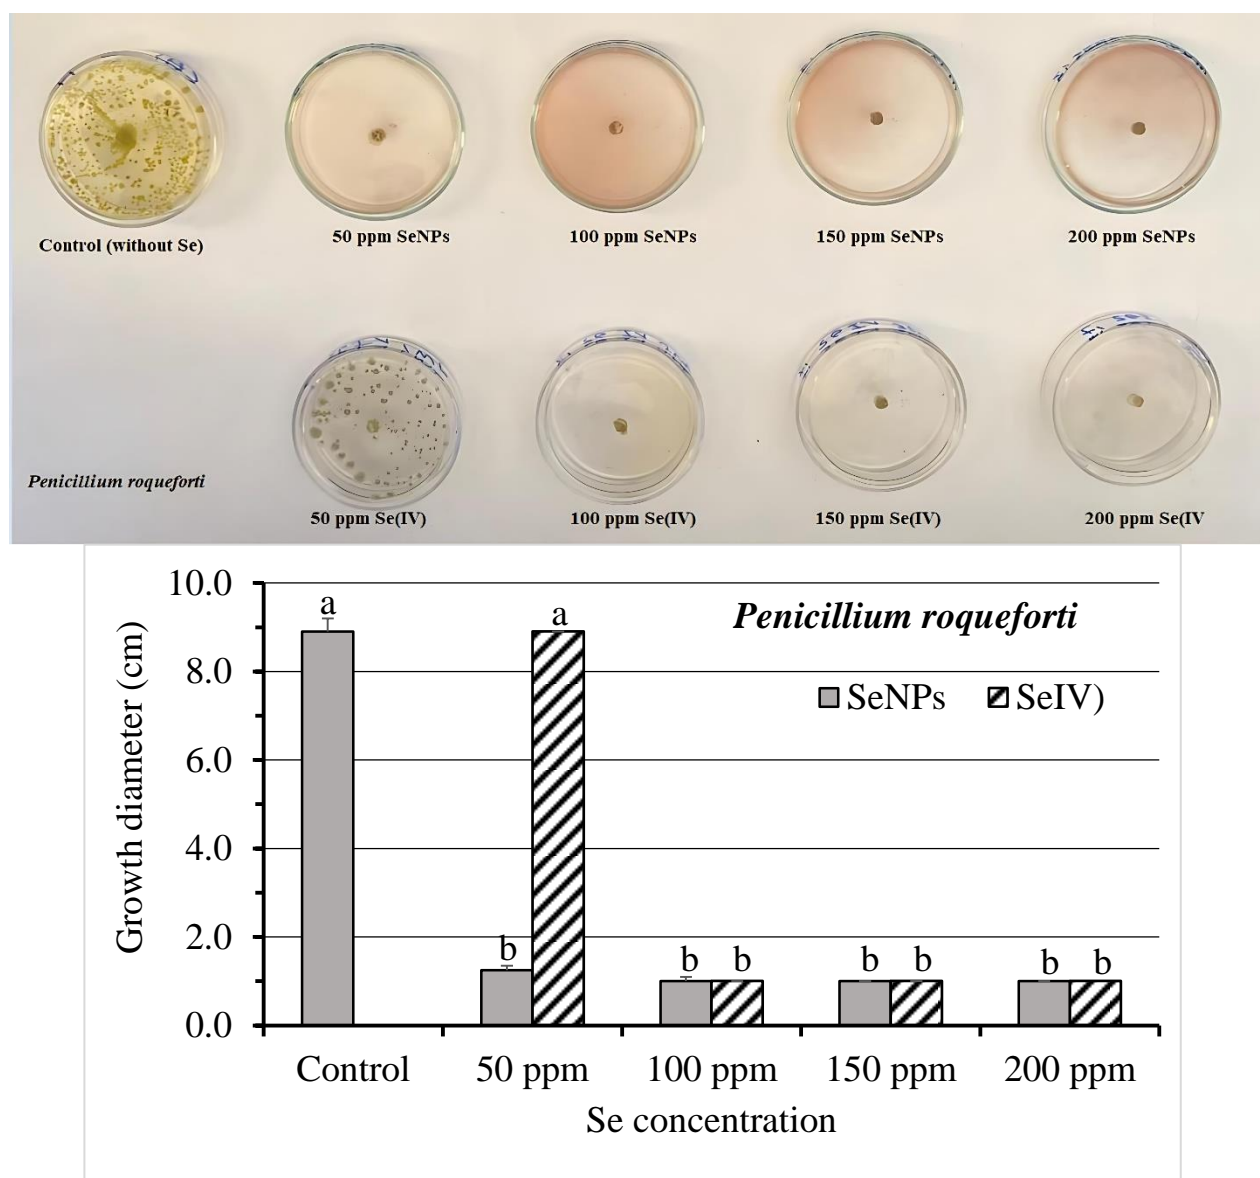 Control (without Se)
50 ppm SeNPs
100 ppm SeNPs
150 ppm SeNPs
200 ppm SeNPs
Penicillium roqueforti
50 ppm Se(IV)
100 ppm Se(IV)
150 ppm Se(IV)
200 ppm Se(IV
Penicillium roqueforti
SeNPs SeIV)
Growth diameter (cm)
10.0
8.0
6.0
4.0
2.0
0.0
a
b a
b b
b b
b b
Control 50 ppm 100 ppm 150 ppm 200 ppm
Se concentration